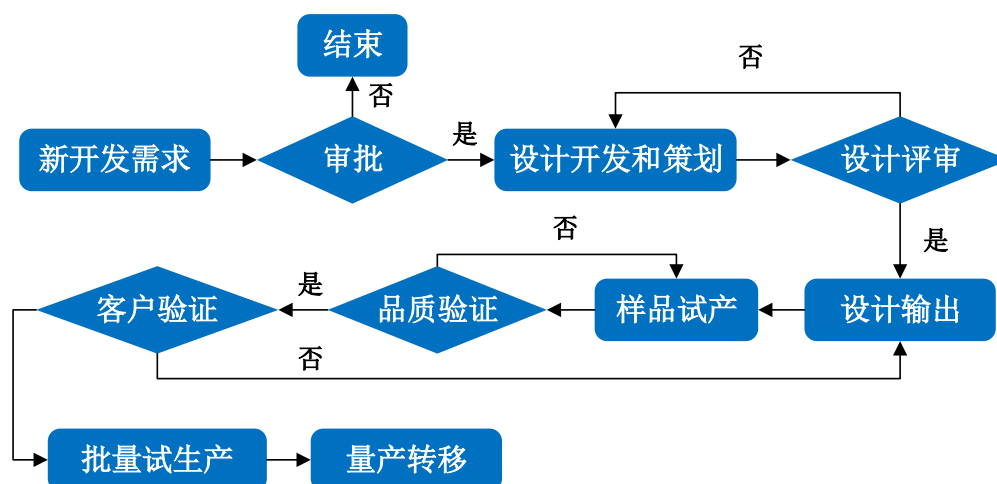 结束
否
否
新开发需求
审批
是
设计开发和策划
设计评审
否
是
客户验证
是
品质验证
样品试产
设计输出
否
批量试生产
量产转移